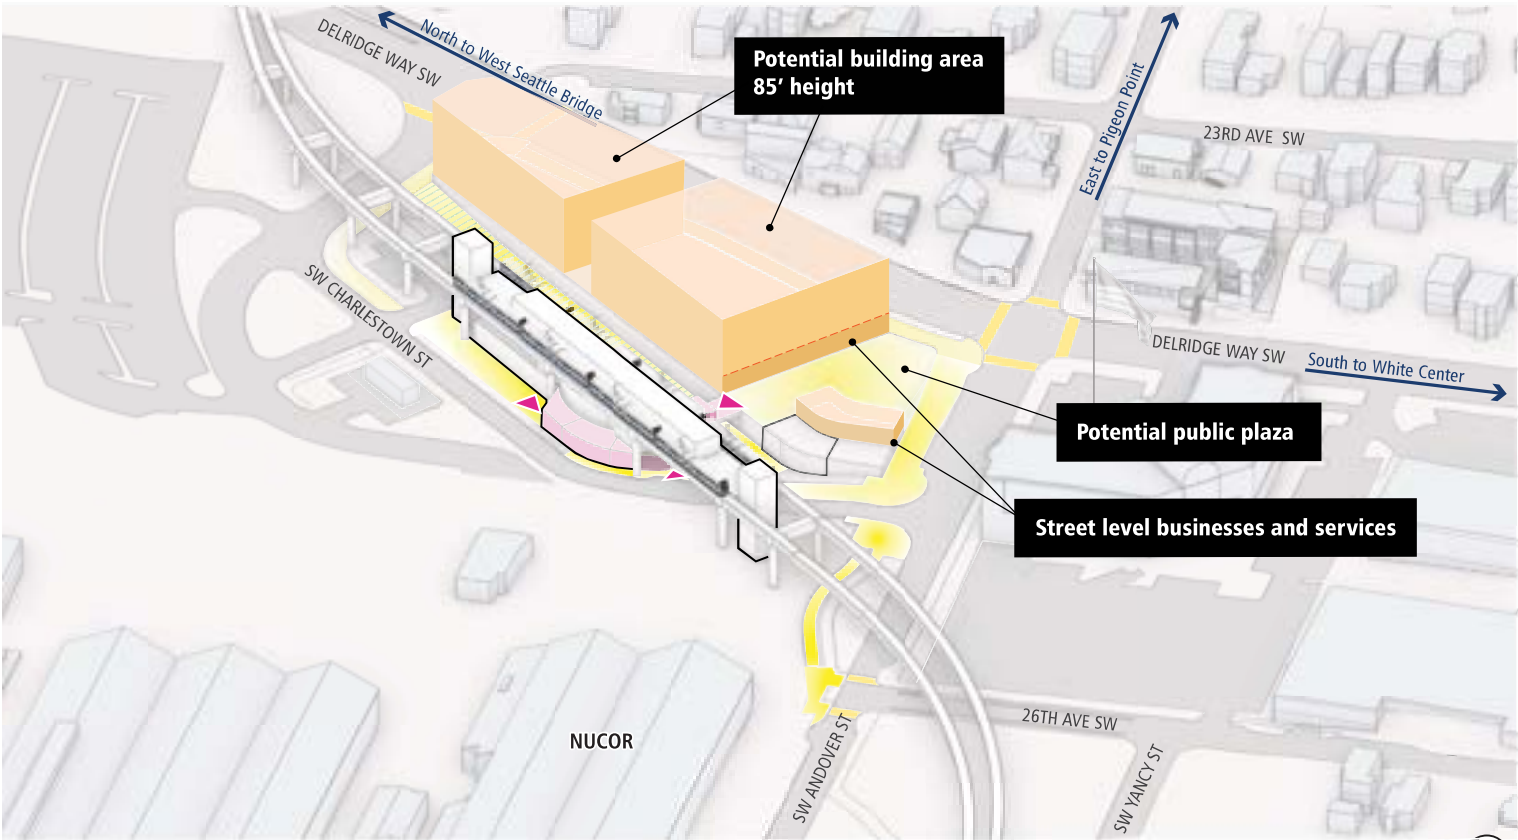 DELRIDGE WAY SW
North to West Seattle Bridge
Potential building area
85’ height
East to Pigeon Point
23RD AVE SW
SW CHARLESTOWN ST
DELRIDGE WAY SW
South to White Center
Potential public plaza
Street level businesses and services
NUCOR
26TH AVE SW
SW ANDOVER ST
SW YANCY ST